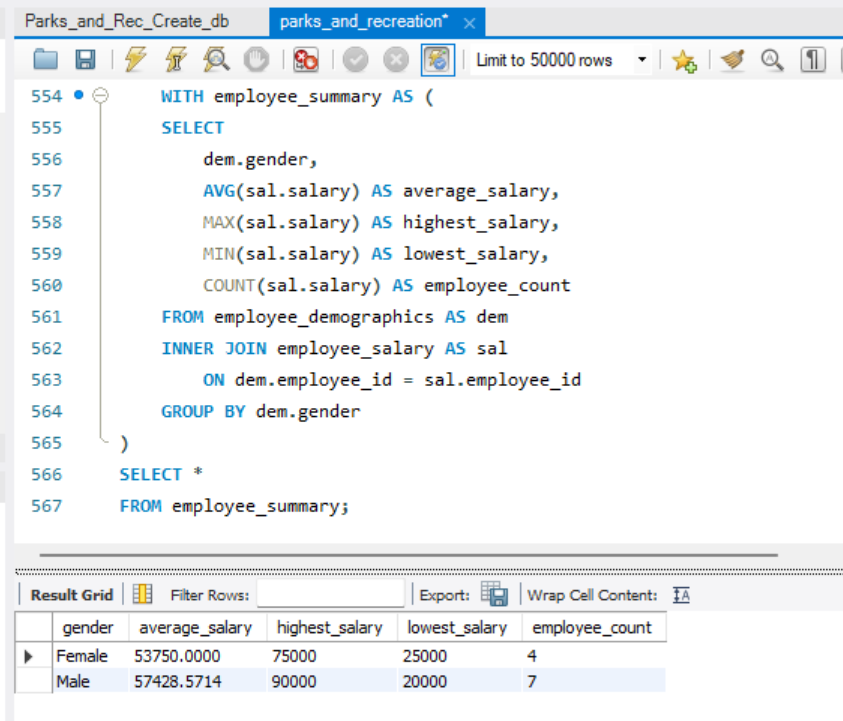 Parks_and_Rec_Create_db parks_and_recreation*
Limit to 50000 rows
554 WITH employee_summary AS (
555 SELECT
556 dem.gender,
557 AVG(sal.salary) AS average_salary,
558 MAX(sal.salary) AS highest_salary,
559 MIN(sal.salary) AS lowest_salary,
560 COUNT(sal.salary) AS employee_count
561 FROM employee_demographics AS dem
562 INNER JOIN employee_salary AS sal
563 ON dem.employee_id = sal.employee_id
564 GROUP BY dem.gender
565 )
566 SELECT *
567 FROM employee_summary;
Result Grid Filter Rows: Export: Wrap Cell Content:
gender average_salary highest_salary lowest_salary employee_count
Female 53750.0000 75000 25000 4
Male 57428.5714 90000 20000 7